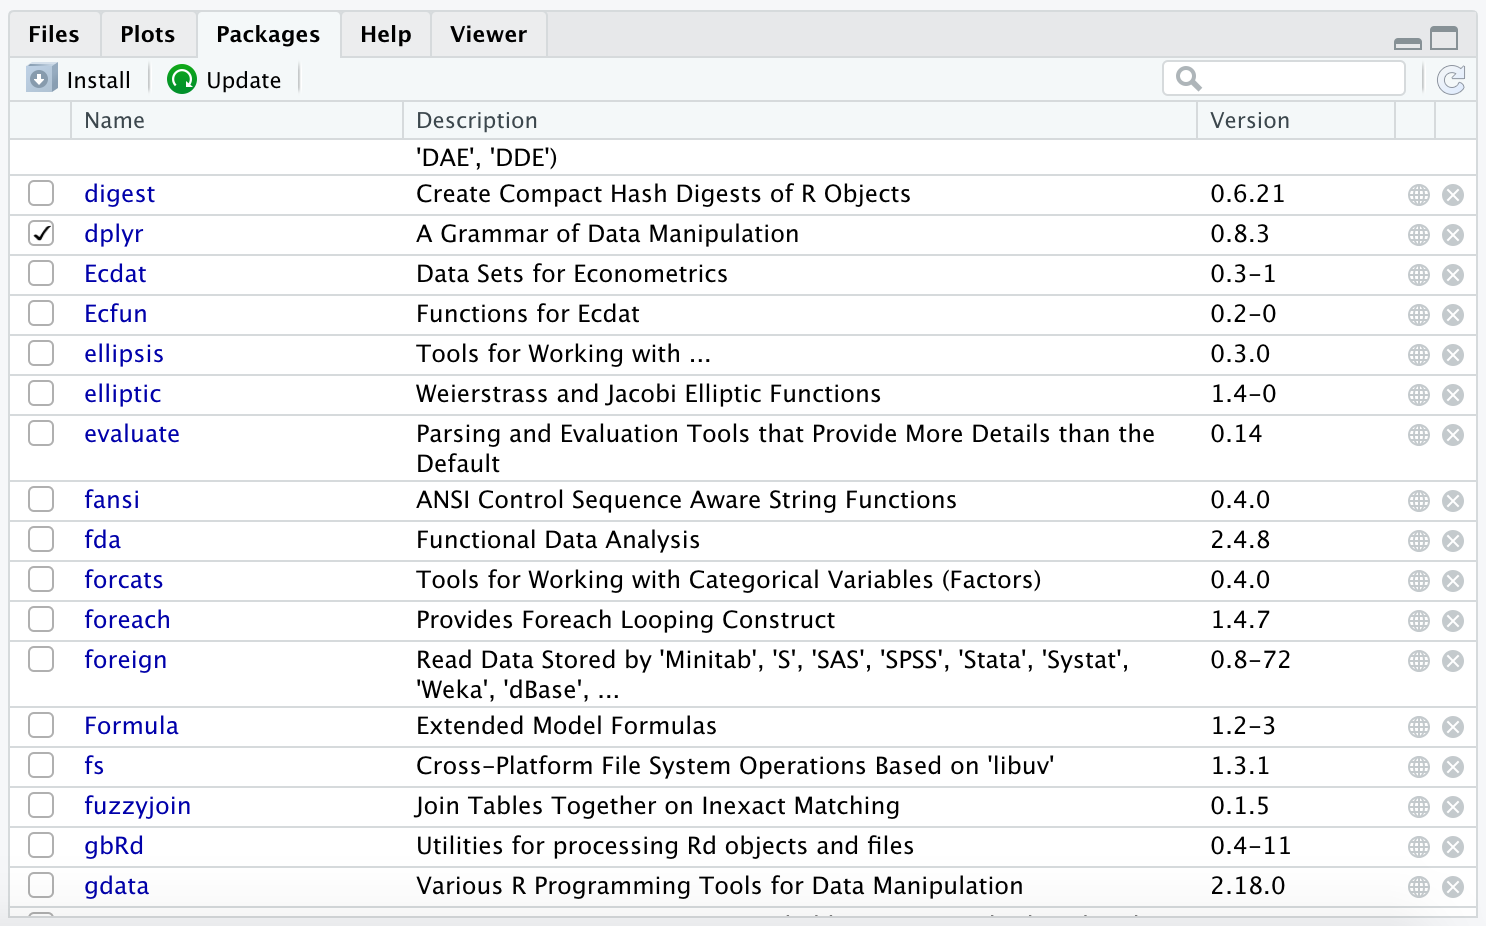 Files Plots Packages Help Viewer
Install Update
Name Description Version
'DAE', 'DDE')
digest Create Compact Hash Digests of R Objects 0.6.21
dplyr A Grammar of Data Manipulation 0.8.3
Ecdat Data Sets for Econometrics 0.3-1
Ecfun Functions for Ecdat 0.2-0
ellipsis Tools for Working with ... 0.3.0
elliptic Weierstrass and Jacobi Elliptic Functions 1.4-0
evaluate Parsing and Evaluation Tools that Provide More Details than the 0.14
Default
fansi ANSI Control Sequence Aware String Functions 0.4.0
fda Functional Data Analysis 2.4.8
forcats Tools for Working with Categorical Variables (Factors) 0.4.0
foreach Provides Foreach Looping Construct 1.4.7
foreign Read Data Stored by 'Minitab', 'S', 'SAS', 'SPSS', 'Stata', 'Systat', 0.8-72
'Weka', 'dBase', ...
Formula Extended Model Formulas 1.2-3
fs Cross-Platform File System Operations Based on 'libuv' 1.3.1
fuzzyjoin Join Tables Together on Inexact Matching 0.1.5
gbRd Utilities for processing Rd objects and files 0.4-11
gdata Various R Programming Tools for Data Manipulation 2.18.0